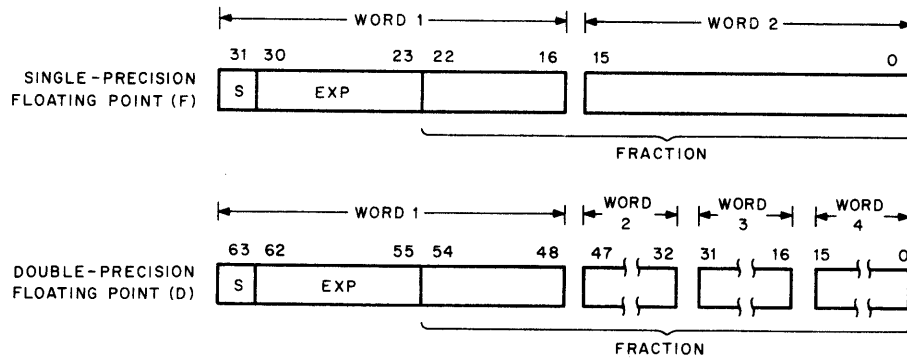 WORD 1 WORD 2
31 30 23 22 16 15 0
SINGLE-PRECISION
FLOATING POINT (F)
S EXP
FRACTION
WORD 1 WORD 2 WORD 3 WORD 4
63 62 55 54 48 47 32 31 16 15 0
DOUBLE-PRECISION
FLOATING POINT (D)
S EXP
FRACTION